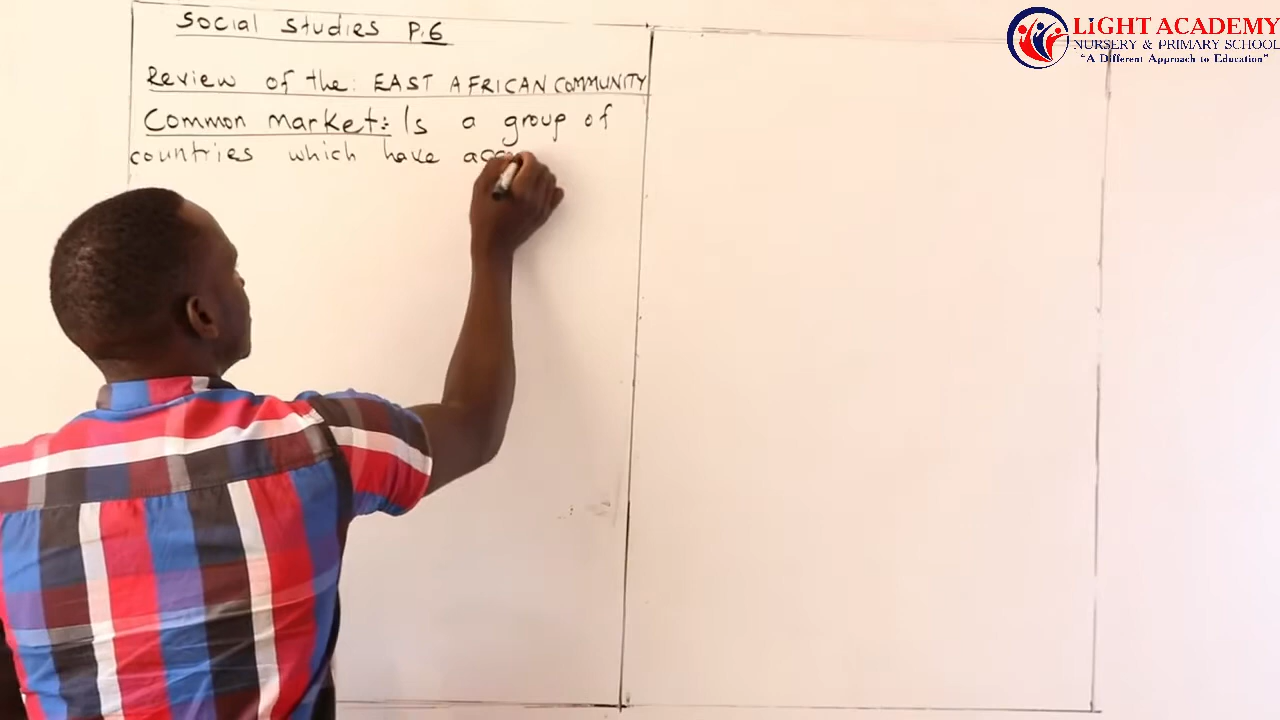 Social Studies P.6
Review of the: EAST AFRICAN COMMUNITY
Common market:- Is a group of
countries which have
LIGHT ACADEMY
NURSERY & PRIMARY SCHOOL
"A Different Approach to Education"